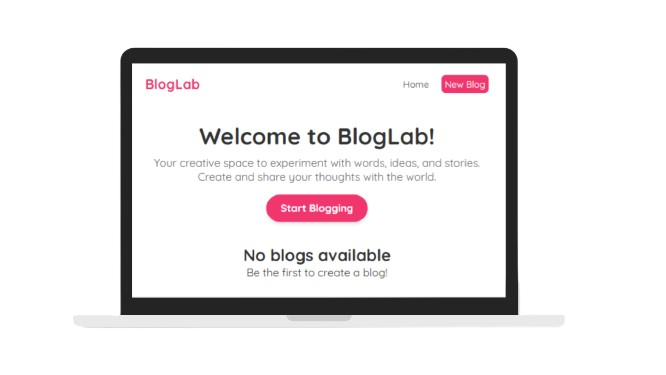 BlogLab
Home
New Blog
Welcome to BlogLab!
Your creative space to experiment with words, ideas, and stories.
Create and share your thoughts with the world.
Start Blogging
No blogs available
Be the first to create a blog!